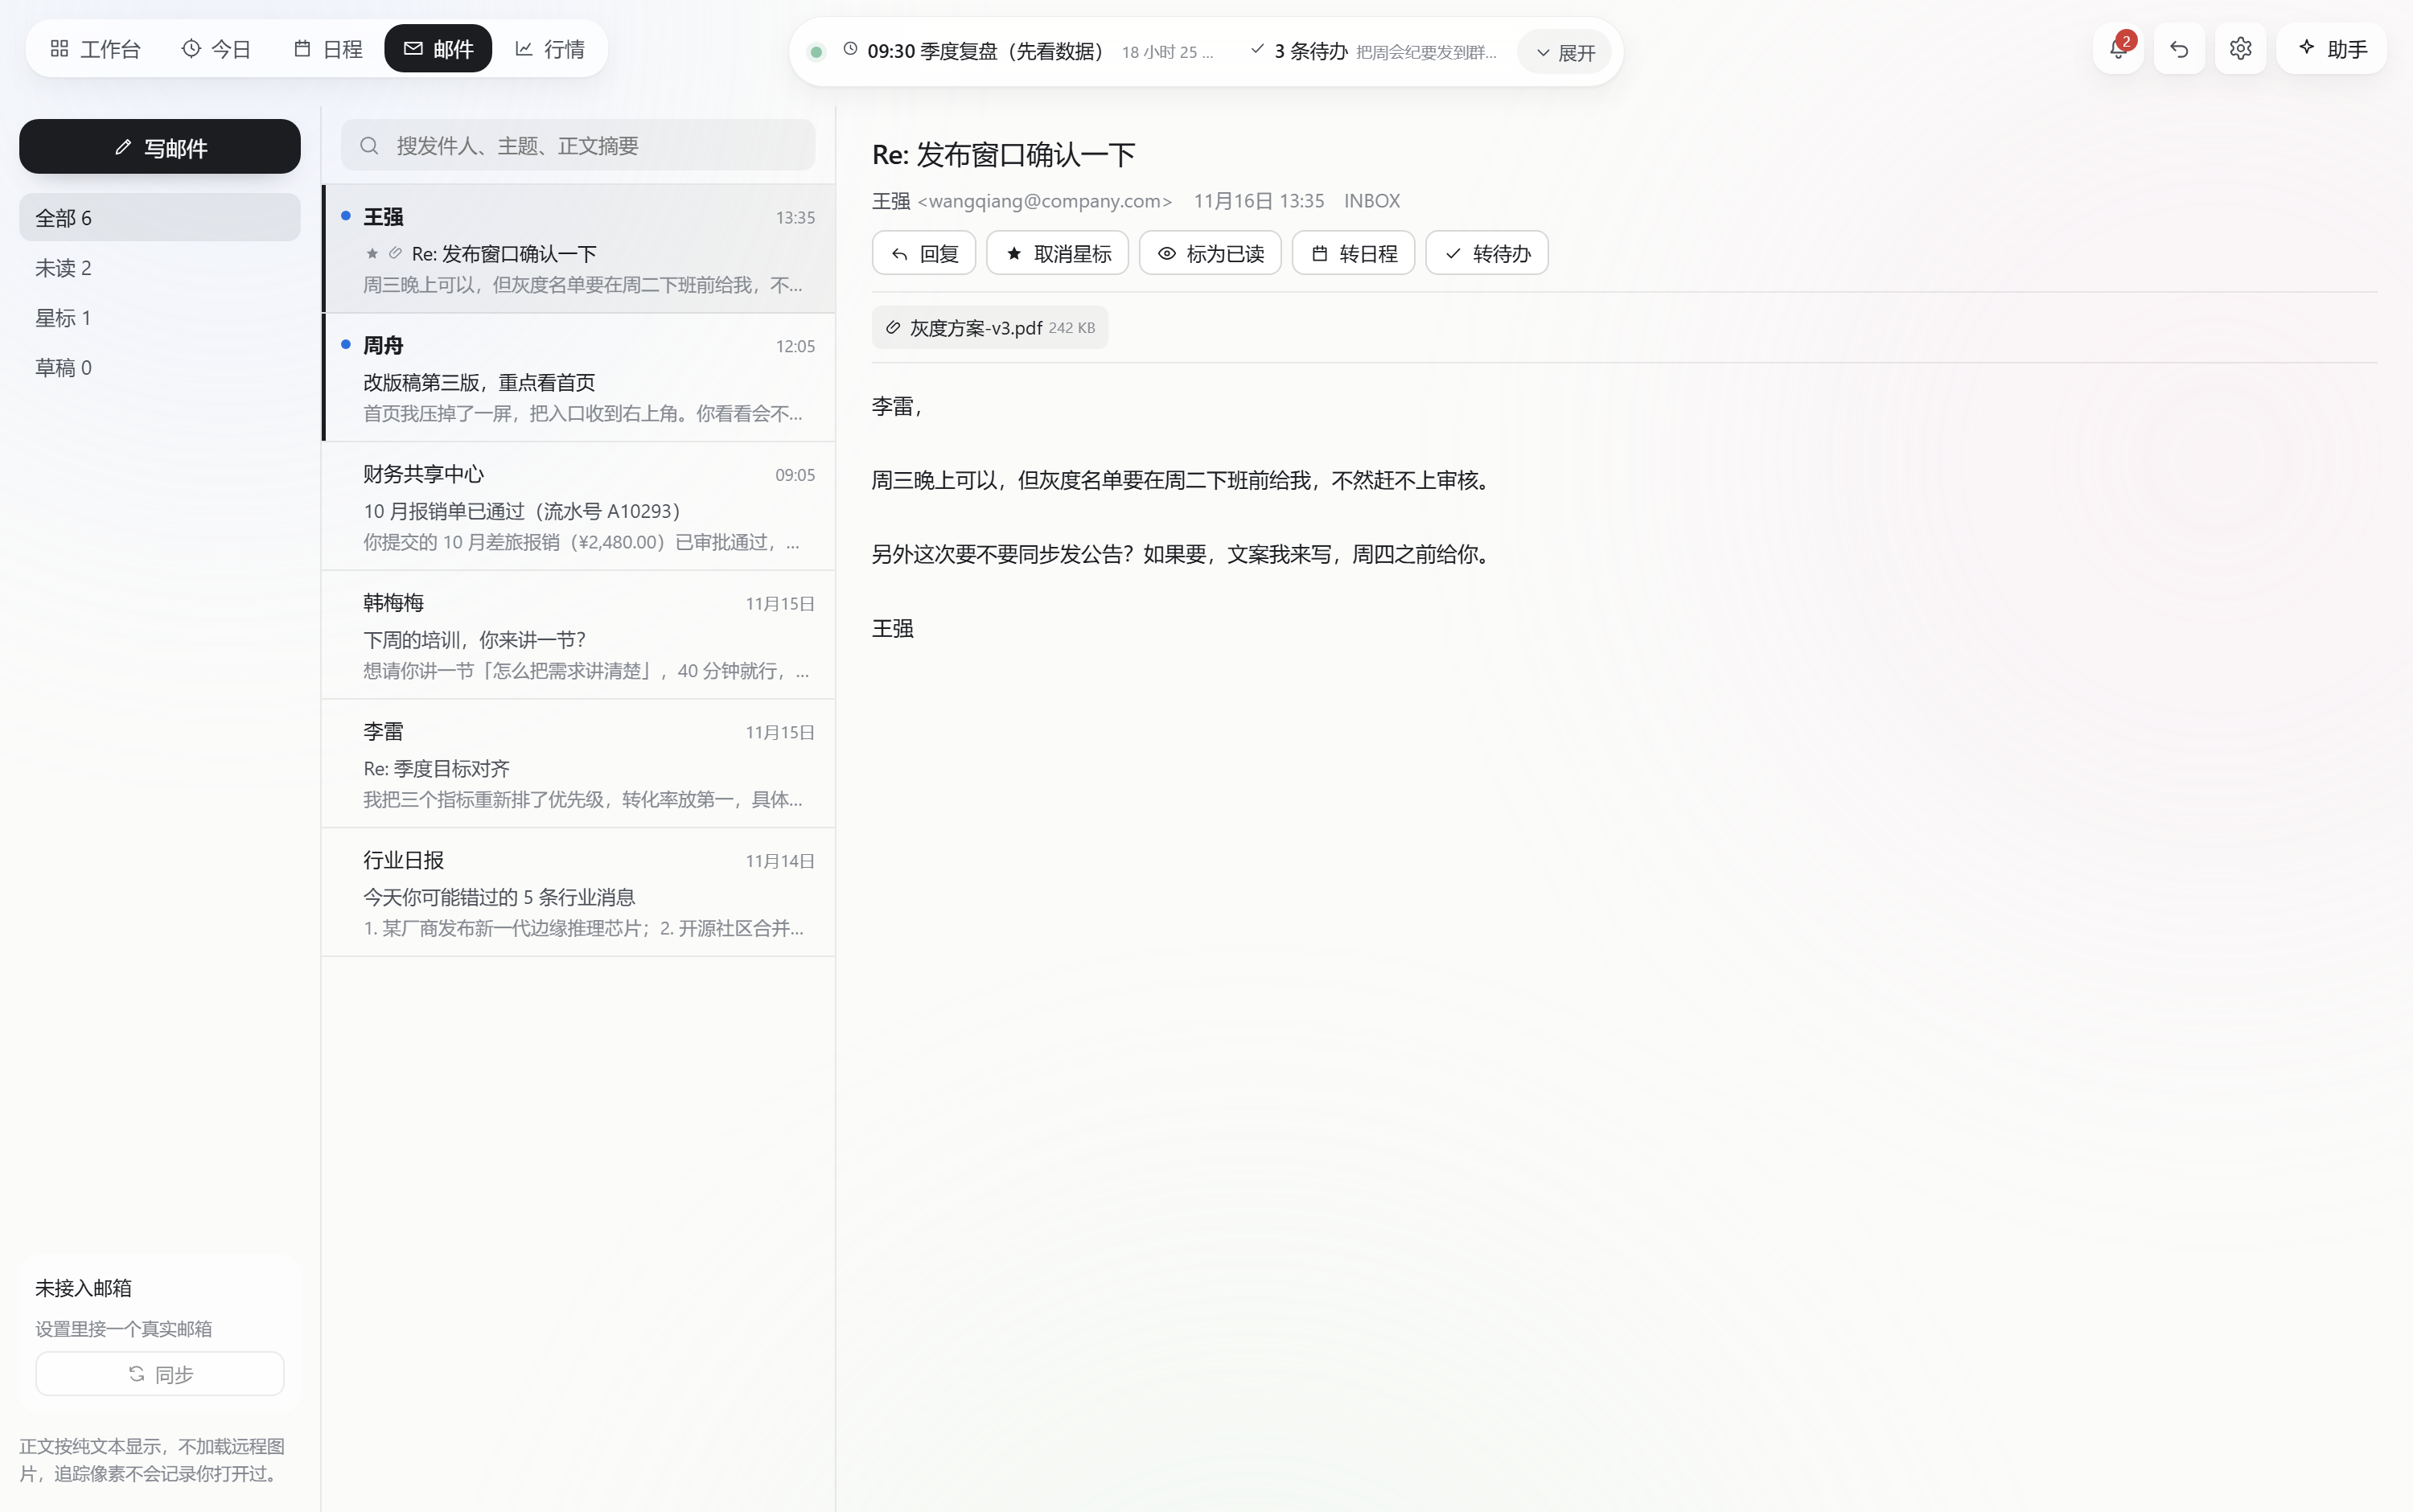 工作台 今日 日程 邮件 行情
09:30 季度复盘（先看数据） 18 小时 25 ... 3 条待办 把周会纪要发到群... 展开
2 助手
写邮件
全部 6
未读 2
星标 1
草稿 0
未接入邮箱
设置里接一个真实邮箱
同步
正文按纯文本显示，不加载远程图
片，追踪像素不会记录你打开过。
搜发件人、主题、正文摘要
王强 13:35
Re: 发布窗口确认一下
周三晚上可以，但灰度名单要在周二下班前给我，不...
周舟 12:05
改版稿第三版，重点看首页
首页我压掉了一屏，把入口收到右上角。你看看会不...
财务共享中心 09:05
10 月报销单已通过（流水号 A10293）
你提交的 10 月差旅报销（¥2,480.00）已审批通过，...
韩梅梅 11月15日
下周的培训，你来讲一节？
想请你讲一节「怎么把需求讲清楚」，40 分钟就行，...
李雷 11月15日
Re: 季度目标对齐
我把三个指标重新排了优先级，转化率放第一，具体...
行业日报 11月14日
今天你可能错过的 5 条行业消息
1. 某厂商发布新一代边缘推理芯片；2. 开源社区合并...
Re: 发布窗口确认一下
王强 <wangqiang@company.com> 11月16日 13:35 INBOX
回复 取消星标 标为已读 转日程 转待办
灰度方案-v3.pdf 242 KB
李雷，
周三晚上可以，但灰度名单要在周二下班前给我，不然赶不上审核。
另外这次要不要同步发公告？如果要，文案我来写，周四之前给你。
王强